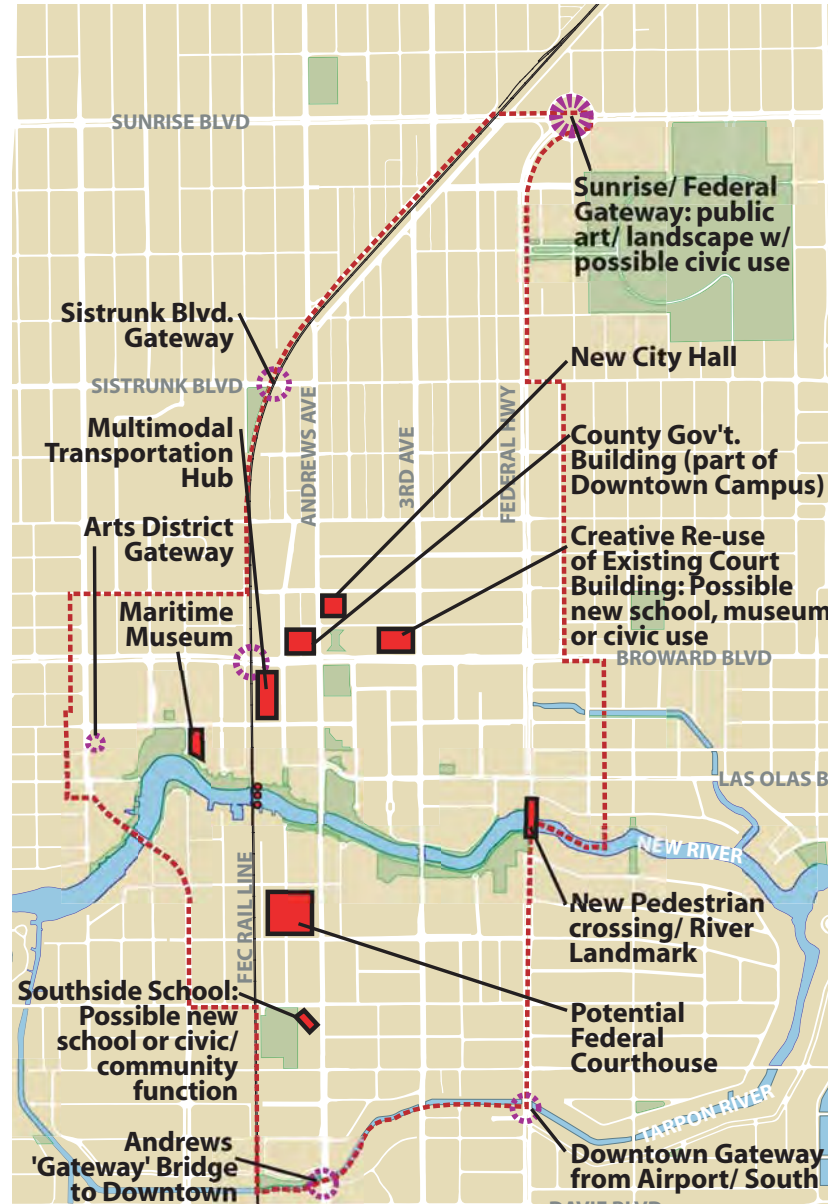 SUNRISE BLVD
Sunrise/ Federal
Gateway: public
art/ landscape w/
possible civic use
Sistrunk Blvd.
Gateway
SISTRUNK BLVD
New City Hall
Multimodal
Transportation
Hub
ANDREWS AVE
3RD AVE
FEDERAL HWY
County Gov't.
Building (part of
Downtown Campus)
Arts District
Gateway
Creative Re-use
of Existing Court
Building: Possible
new school, museum
or civic use
Maritime
Museum
BROWARD BLVD
LAS OLAS B
NEW RIVER
FEC RAIL LINE
New Pedestrian
crossing/ River
Landmark
Southside School:
Possible new
school or civic/
community
function
Potential
Federal
Courthouse
TARPON RIVER
Andrews
'Gateway' Bridge
to Downtown
Downtown Gateway
from Airport/ South
DAVIE BLVD